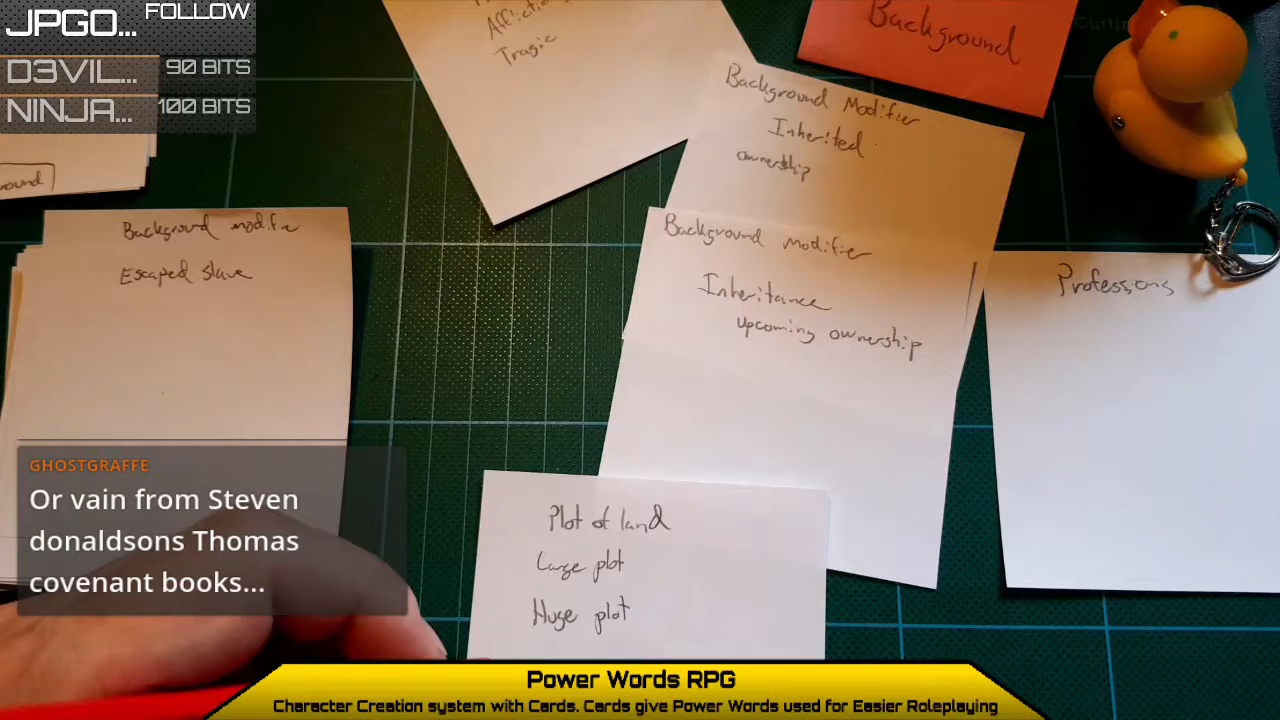 JPGO... FOLLOW
D3VIL... 90 BITS
NINJA... 100 BITS
Tragic
Background
Background Modifier
Inherited
ownership
Background modifier
Inheritance
Upcoming ownership
Professions
Background modifie
Escaped slave
Plot of land
Large plot
Huge plot
GHOSTGRAFFE
Or vain from Steven
donaldsons Thomas
covenant books...
Power Words RPG
Character Creation system with Cards. Cards give Power Words used for Easier Roleplaying